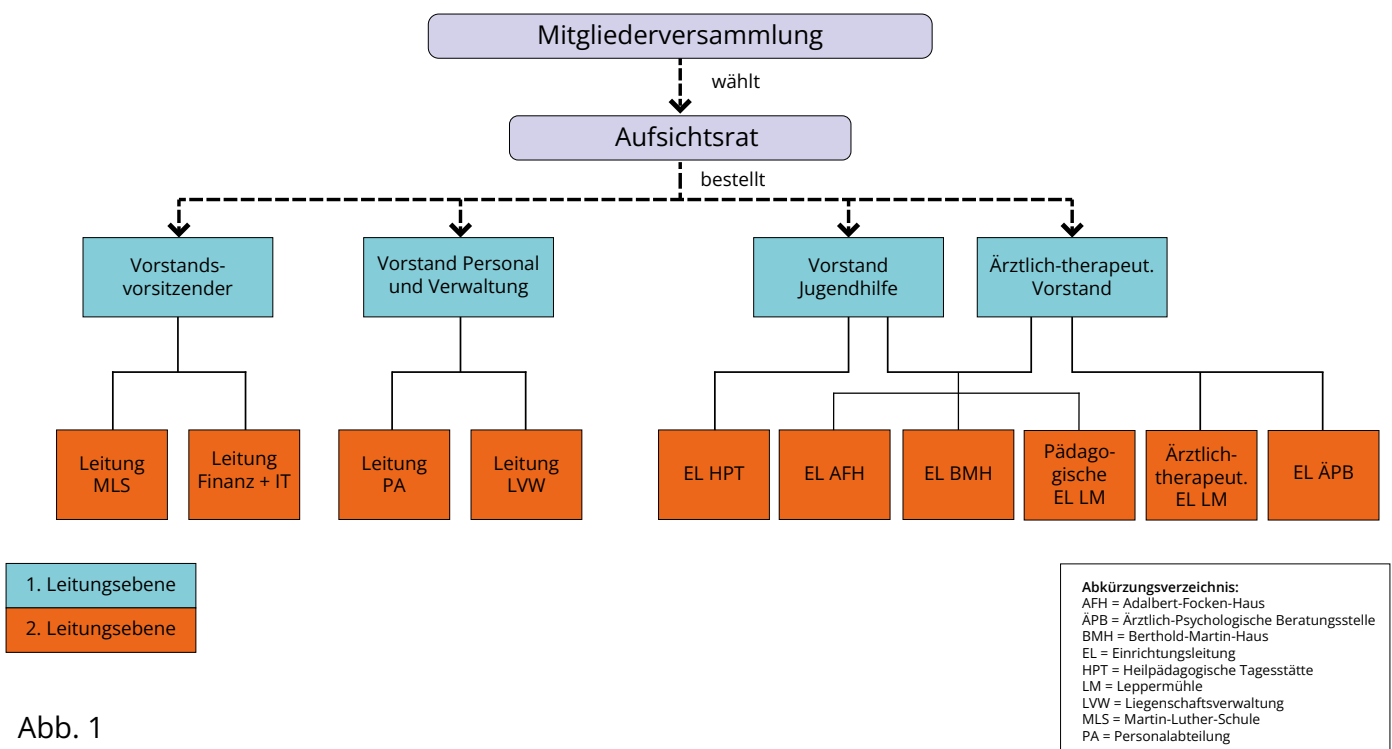 Mitgliederversammlung
wählt
Aufsichtsrat
bestellt
Vorstands-
vorsitzender
Vorstand Personal
und Verwaltung
Vorstand
Jugendhilfe
Ärztlich-therapeut.
Vorstand
Leitung
MLS
Leitung
Finanz + IT
Leitung
PA
Leitung
LVW
EL HPT
EL AFH
EL BMH
Pädago-
gische
EL LM
Ärztlich-
therapeut.
EL LM
EL ÄPB
1. Leitungsebene
2. Leitungsebene
Abkürzungsverzeichnis:
AFH = Adalbert-Focken-Haus
ÄPB = Ärztlich-Psychologische Beratungsstelle
BMH = Berthold-Martin-Haus
EL = Einrichtungsleitung
HPT = Heilpädagogische Tagesstätte
LM = Leppermühle
LVW = Liegenschaftsverwaltung
MLS = Martin-Luther-Schule
PA = Personalabteilung
Abb. 1